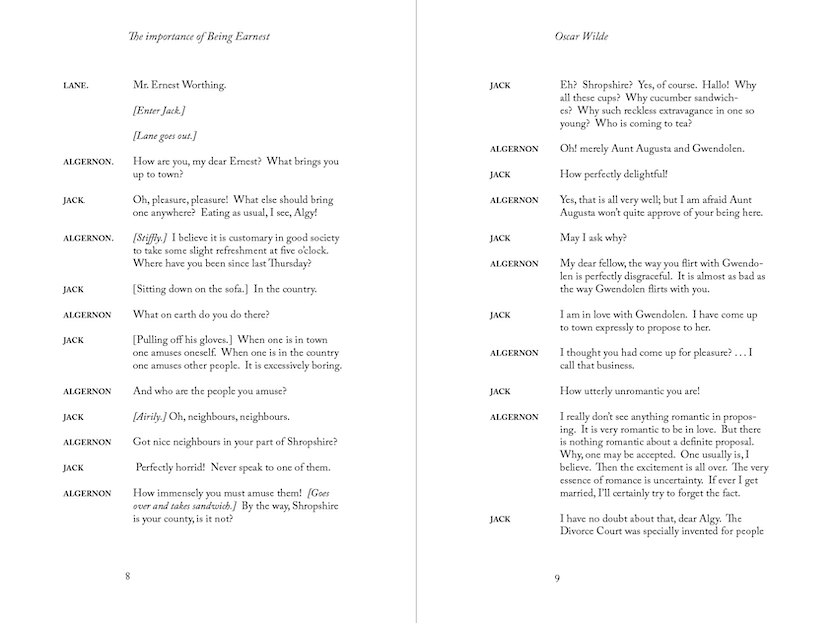 The importance of Being Earnest
LANE. Mr. Ernest Worthing.
[Enter Jack.]
[Lane goes out.]
ALGERNON. How are you, my dear Ernest? What brings you
up to town?
JACK Oh, pleasure, pleasure! What else should bring
one anywhere? Eating as usual, I see, Algy!
ALGERNON. [Stiffly.] I believe it is customary in good society
to take some slight refreshment at five o'clock.
Where have you been since last Thursday?
JACK [Sitting down on the sofa.] In the country.
ALGERNON What on earth do you do there?
JACK [Pulling off his gloves.] When one is in town
one amuses oneself. When one is in the country
one amuses other people. It is excessively boring.
ALGERNON And who are the people you amuse?
JACK [Airily.] Oh, neighbours, neighbours.
ALGERNON Got nice neighbours in your part of Shropshire?
JACK Perfectly horrid! Never speak to one of them.
ALGERNON How immensely you must amuse them! [Goes
over and takes sandwich.] By the way, Shropshire
is your county, is it not?
8
Oscar Wilde
JACK Eh? Shropshire? Yes, of course. Hallo! Why
all these cups? Why cucumber sandwich-
es? Why such reckless extravagance in one so
young? Who is coming to tea?
ALGERNON Oh! merely Aunt Augusta and Gwendolen.
JACK How perfectly delightful!
ALGERNON Yes, that is all very well; but I am afraid Aunt
Augusta won't quite approve of your being here.
JACK May I ask why?
ALGERNON My dear fellow, the way you flirt with Gwendo-
len is perfectly disgraceful. It is almost as bad as
the way Gwendolen flirts with you.
JACK I am in love with Gwendolen. I have come up
to town expressly to propose to her.
ALGERNON I thought you had come up for pleasure? . . . I
call that business.
JACK How utterly unromantic you are!
ALGERNON I really don't see anything romantic in propos-
ing. It is very romantic to be in love. But there
is nothing romantic about a definite proposal.
Why, one may be accepted. One usually is, I
believe. Then the excitement is all over. The very
essence of romance is uncertainty. If ever I get
married, I'll certainly try to forget the fact.
JACK I have no doubt about that, dear Algy. The
Divorce Court was specially invented for people
9